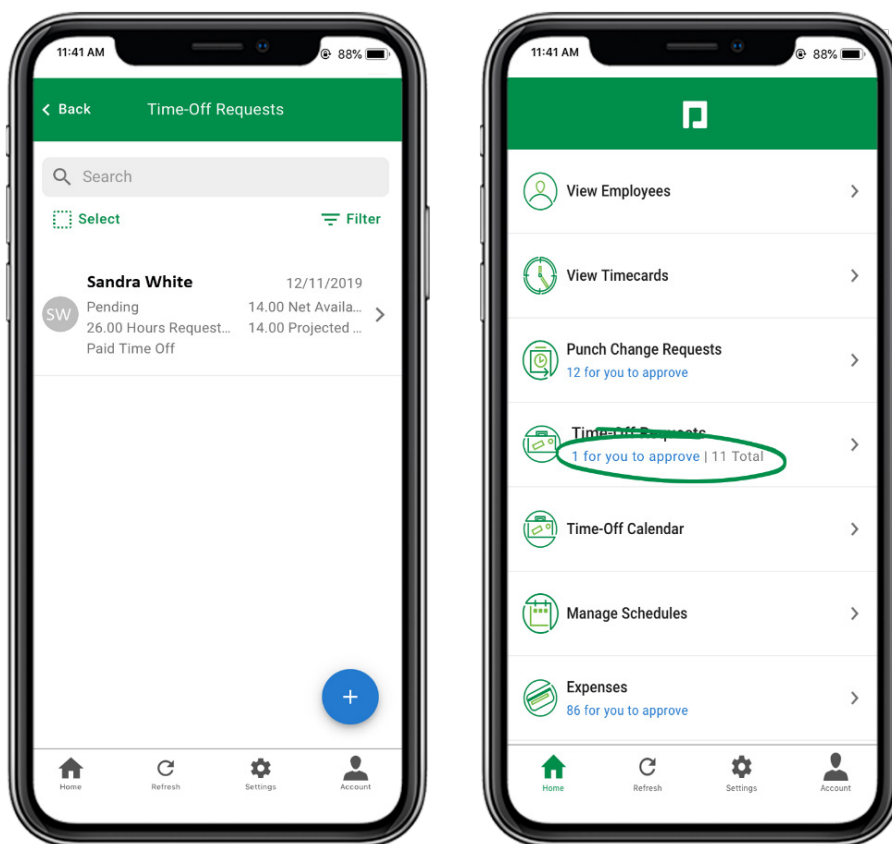 11:41 AM
88%
Back
Time-Off Requests
Search
Select
Filter
Sandra White
12/11/2019
SW
Pending
14.00 Net Availa...
26.00 Hours Request...
14.00 Projected ...
Paid Time Off
+
Home
Refresh
Settings
Account
11:41 AM
88%
View Employees
View Timecards
Punch Change Requests
12 for you to approve
Time-Off Requests
1 for you to approve | 11 Total
Time-Off Calendar
Manage Schedules
Expenses
86 for you to approve
Home
Refresh
Settings
Account